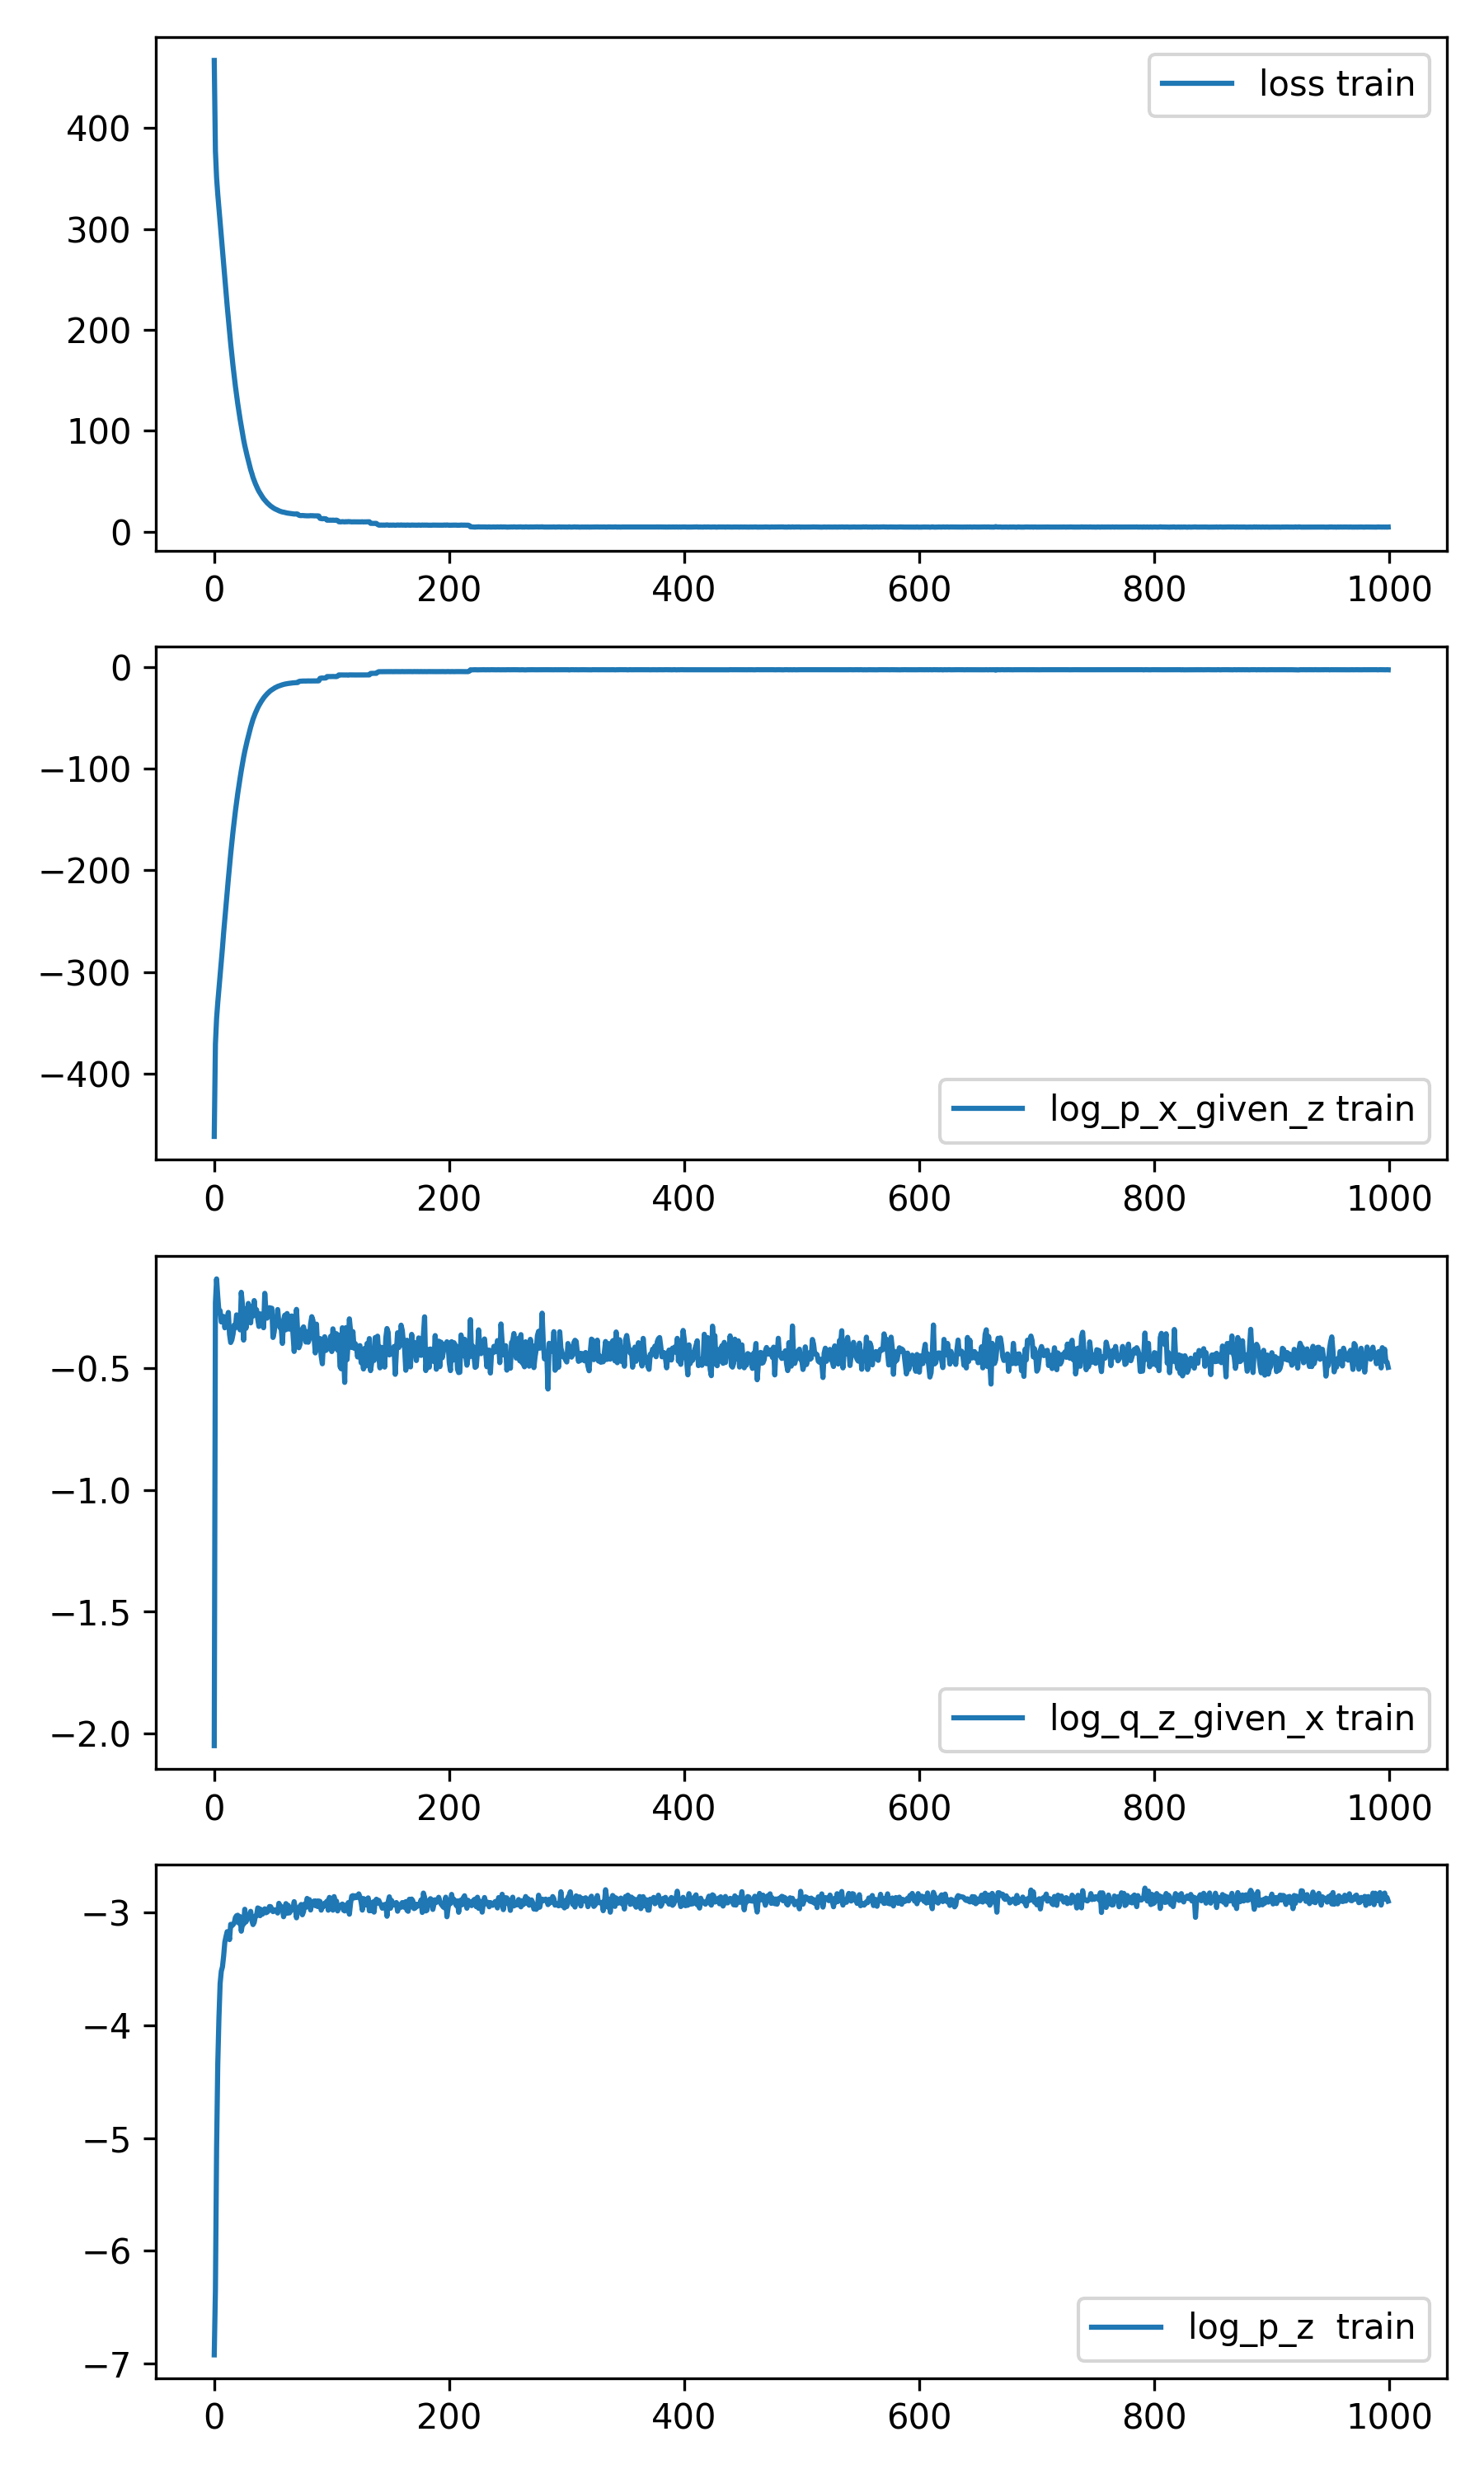 loss train
400
300
200
100
0
0 200 400 600 800 1000
0
−100
−200
−300
−400
log_p_x_given_z train
0 200 400 600 800 1000
−0.5
−1.0
−1.5
−2.0
log_q_z_given_x train
0 200 400 600 800 1000
−3
−4
−5
−6
−7
log_p_z  train
0 200 400 600 800 1000